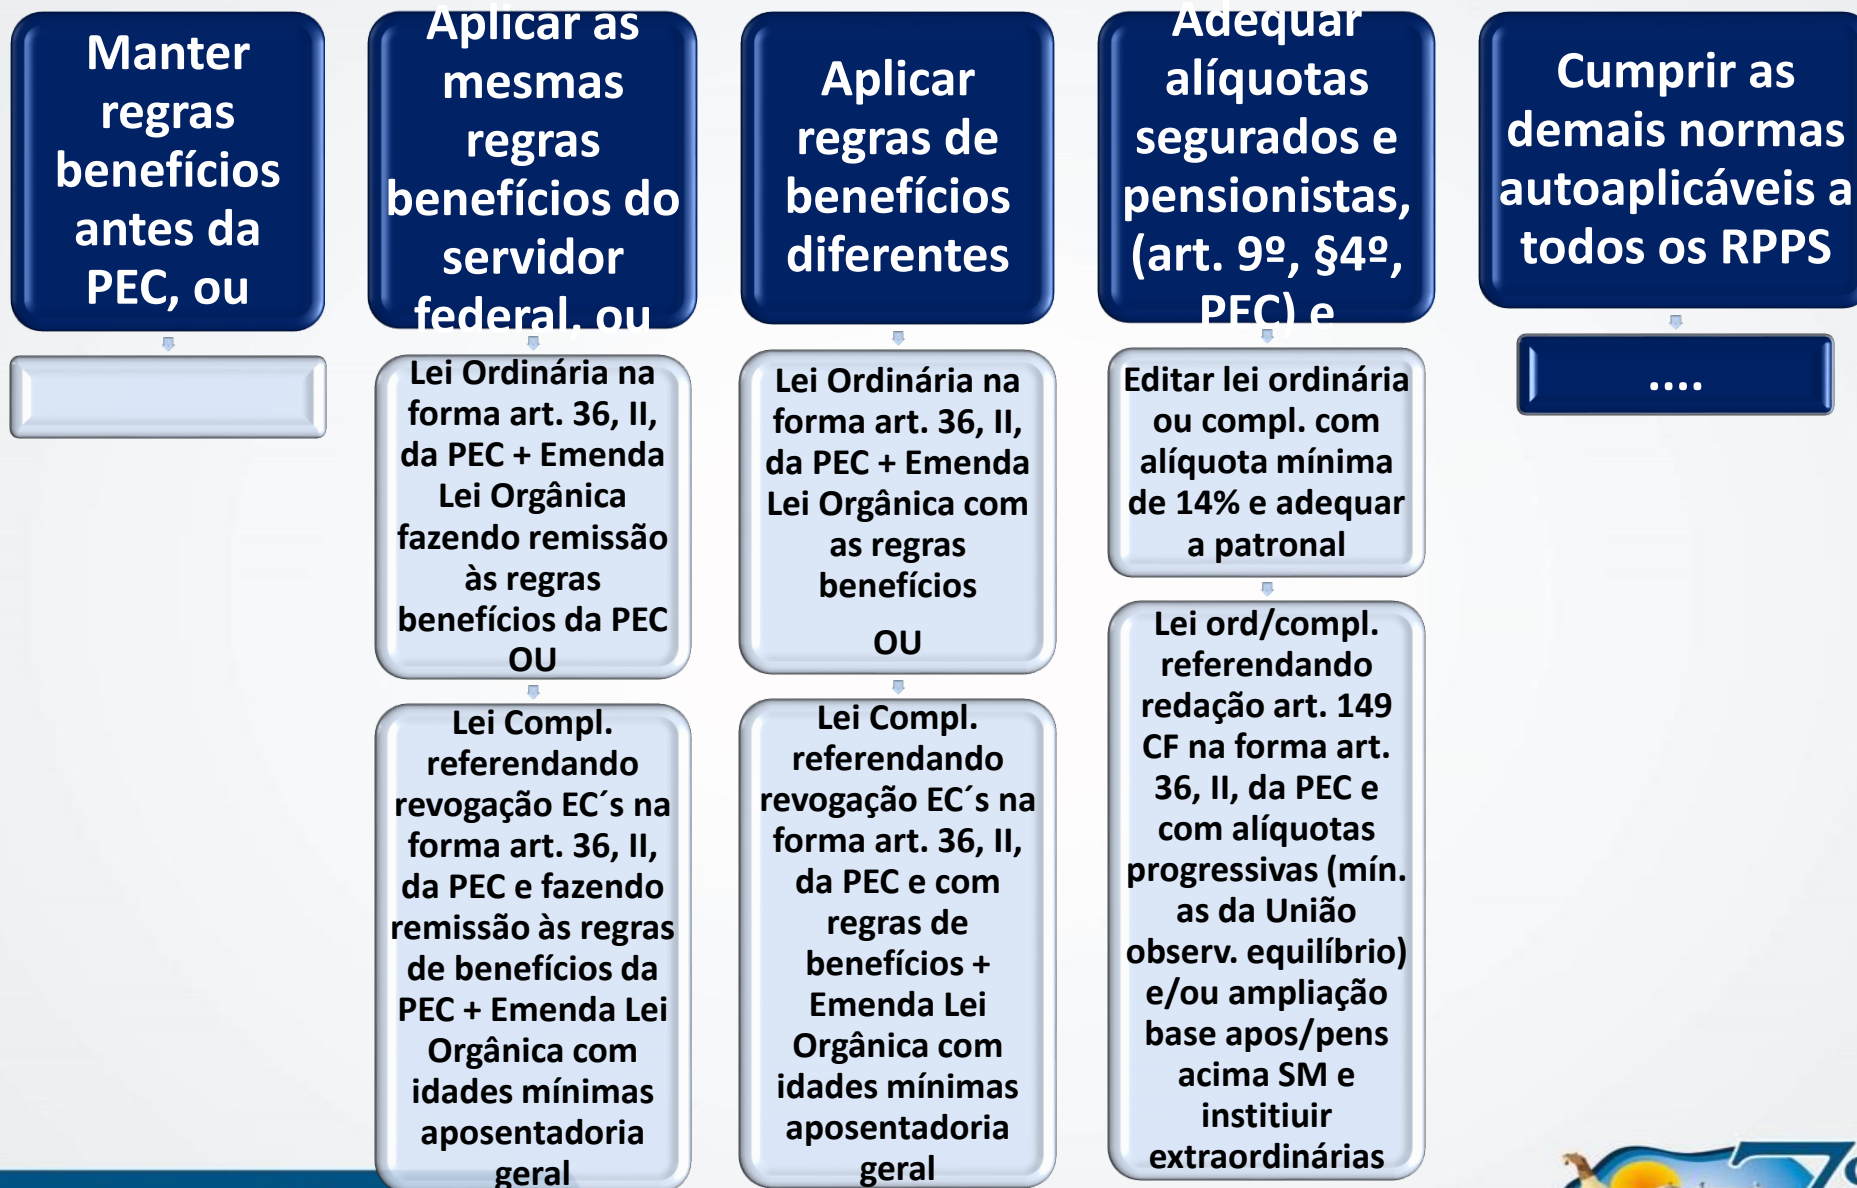 Manter
regras
benefícios
antes da
PEC, ou
Aplicar as
mesmas
regras
benefícios do
servidor
federal, ou
Lei Ordinária na
forma art. 36, II,
da PEC + Emenda
Lei Orgânica
fazendo remissão
às regras
benefícios da PEC
OU
Lei Compl.
referendando
revogação EC´s na
forma art. 36, II,
da PEC e fazendo
remissão às regras
de benefícios da
PEC + Emenda Lei
Orgânica com
idades mínimas
aposentadoria
geral
Aplicar
regras de
benefícios
diferentes
Lei Ordinária na
forma art. 36, II,
da PEC + Emenda
Lei Orgânica com
as regras
benefícios
OU
Lei Compl.
referendando
revogação EC´s na
forma art. 36, II,
da PEC e com
regras de
benefícios +
Emenda Lei
Orgânica com
idades mínimas
aposentadoria
geral
Adequar
alíquotas
segurados e
pensionistas,
(art. 9º, §4º,
PEC) e
Editar lei ordinária
ou compl. com
alíquota mínima
de 14% e adequar
a patronal
Lei ord/compl.
referendando
redação art. 149
CF na forma art.
36, II, da PEC e
com alíquotas
progressivas (mín.
as da União
observ. equilíbrio)
e/ou ampliação
base apos/pens
acima SM e
institiuir
extraordinárias
Cumprir as
demais normas
autoaplicáveis a
todos os RPPS
....